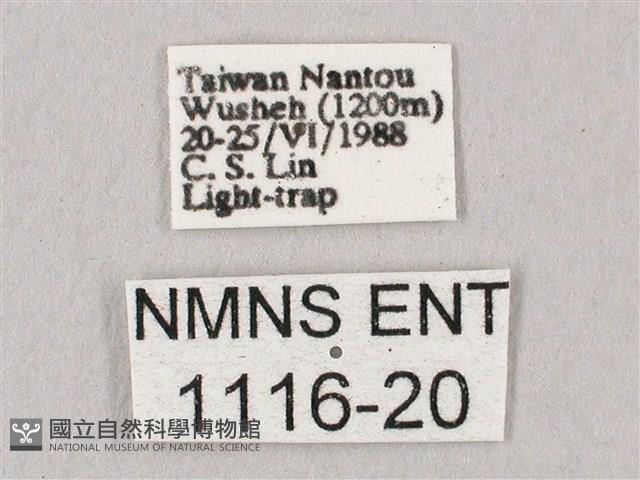 Taiwan Nantou
Wusheh (1200m)
20-25/VI/1988
C. S. Lin
Light-trap
NMNS ENT
1116-20
國立自然科學博物館
NATIONAL MUSEUM OF NATURAL SCIENCE